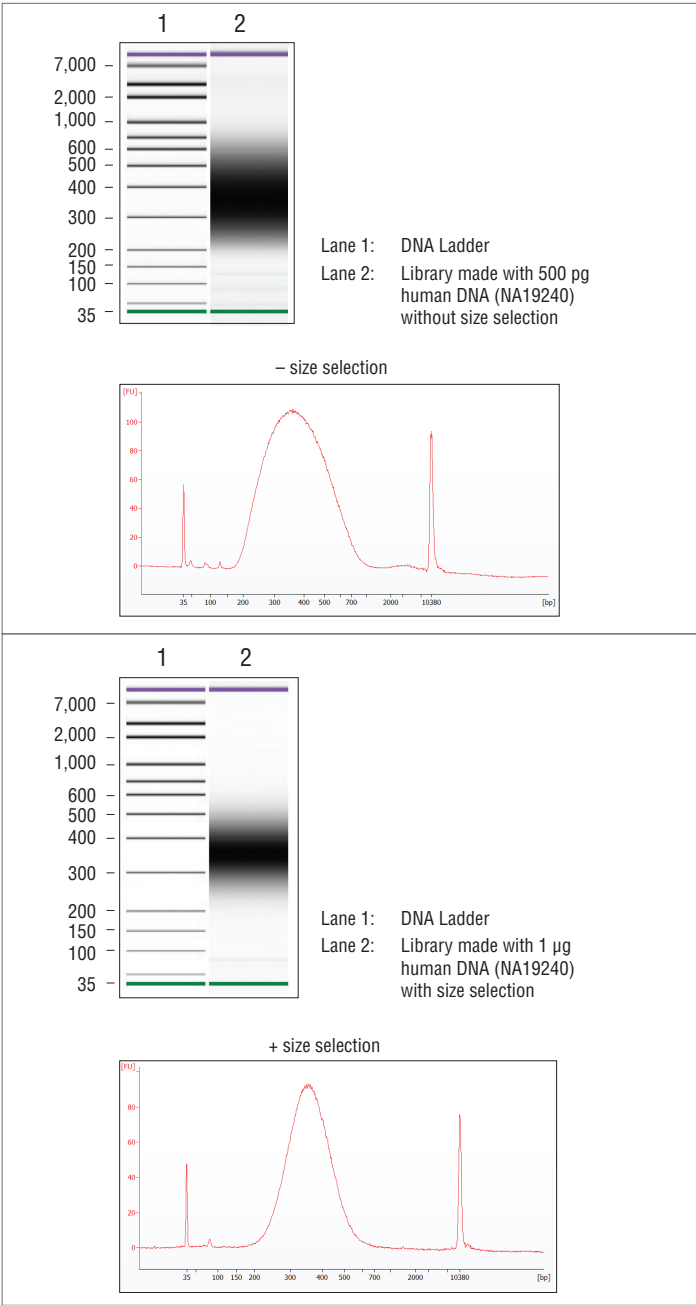 1 2
7,000
2,000
1,000
600
500
400
300
200
150
100
35
Lane 1: DNA Ladder
Lane 2: Library made with 500 pg
human DNA (NA19240)
without size selection
– size selection
[FU]
100
80
60
40
20
0
35 100 200 300 400 500 700 2000 10380 [bp]
1 2
7,000
2,000
1,000
600
500
400
300
200
150
100
35
Lane 1: DNA Ladder
Lane 2: Library made with 1 µg
human DNA (NA19240)
with size selection
+ size selection
[FU]
80
60
40
20
0
35 100 150 200 300 400 500 700 2000 10380 [bp]